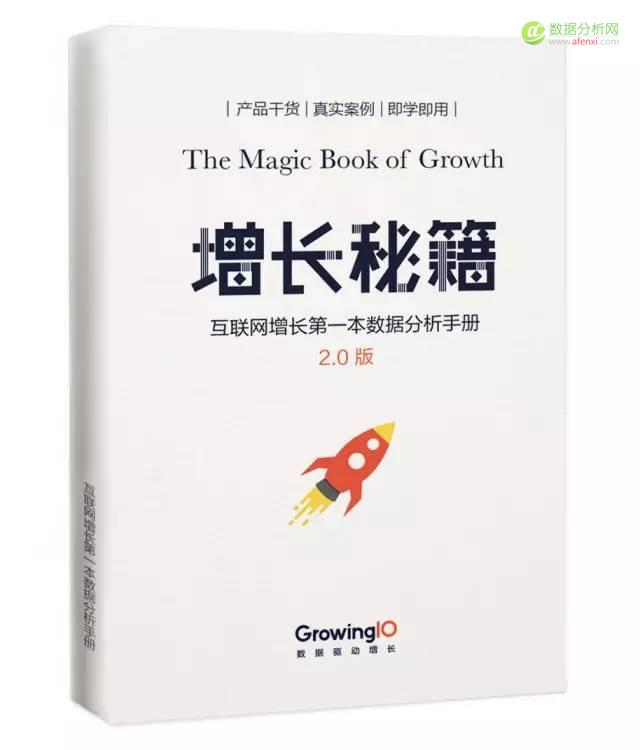 数据分析网
www.afenxi.com
| 产品干货 | 真实案例 | 即学即用 |
The Magic Book of Growth
增长秘籍
互联网增长第一本数据分析手册
2.0 版
GrowingIO
数据驱动增长
互联网增长第一本数据分析手册